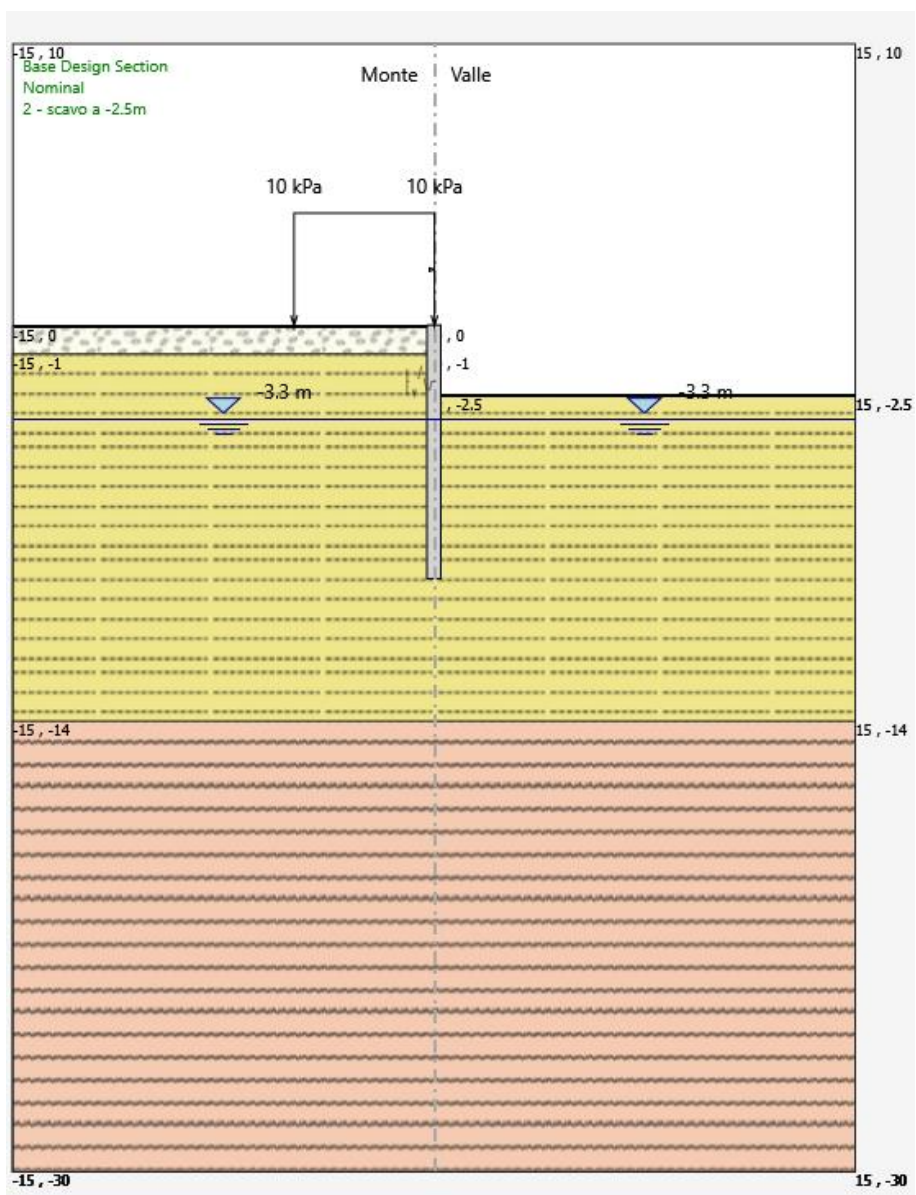 -15 , 10
15 , 10
Base Design Section
Nominal
2 - scavo a -2.5m
Monte
Valle
10 kPa
10 kPa
-15 , 0
, 0
-15 , -1
, -1
-3.3 m
-3.3 m
, -2.5
15 , -2.5
-15 , -14
15 , -14
-15 , -30
15 , -30